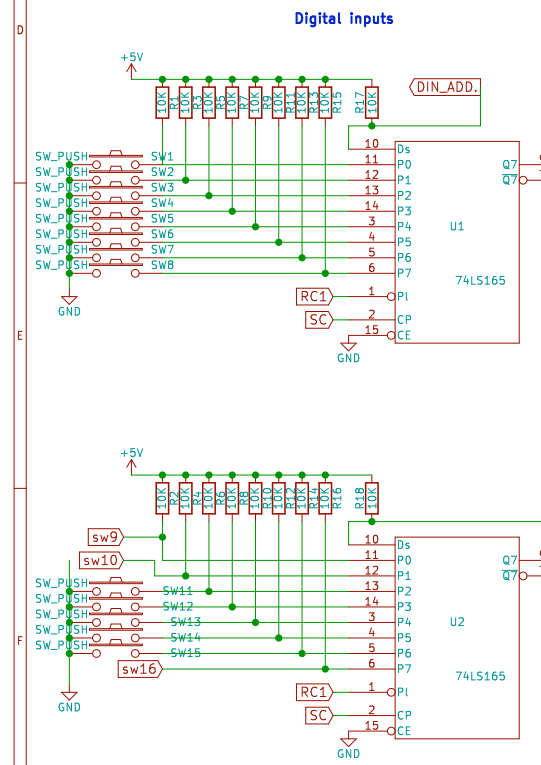 Digital inputs
D
+5V
DIN_ADD.
10K R1 10K R3 10K R5 10K R7 10K R9 10K R11 10K R13 10K R15 R17 10K
10 Ds
SW_PUSH SW1 11 P0 Q7
SW_PUSH SW2 12 P1 Q7
SW_PUSH SW3 13 P2
SW_PUSH SW4 14 P3
SW_PUSH SW5 3 P4 U1
SW_PUSH SW6 4 P5
SW_PUSH SW7 5 P6
SW_PUSH SW8 6 P7 74LS165
RC1 1 Pl
SC 2 CP
GND 15 CE
E
GND
+5V
10K R2 10K R4 10K R6 10K R8 10K R10 10K R12 10K R14 10K R16 R18 10K
sw9 10 Ds
sw10 11 P0 Q7
12 P1 Q7
SW_PUSH SW11 13 P2
SW_PUSH SW12 14 P3
SW_PUSH SW13 3 P4 U2
SW_PUSH SW14 4 P5
F
SW_PUSH SW15 5 P6
sw16 6 P7 74LS165
RC1 1 Pl
GND
SC 2 CP
15 CE
GND